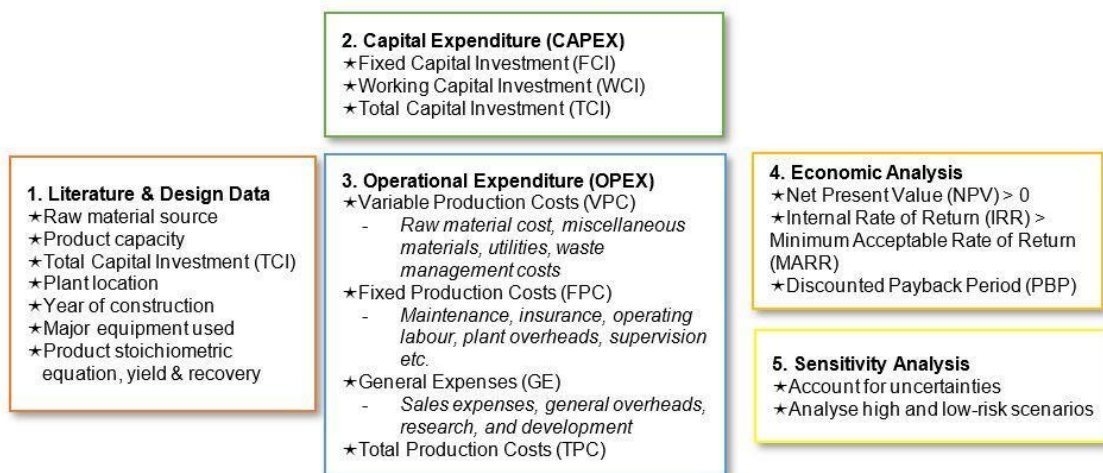 1. Literature & Design Data
★Raw material source
★Product capacity
★Total Capital Investment (TCI)
★Plant location
★Year of construction
★Major equipment used
★Product stoichiometric
equation, yield & recovery
2. Capital Expenditure (CAPEX)
★Fixed Capital Investment (FCI)
★Working Capital Investment (WCI)
★Total Capital Investment (TCI)
3. Operational Expenditure (OPEX)
★Variable Production Costs (VPC)
- Raw material cost, miscellaneous
materials, utilities, waste
management costs
★Fixed Production Costs (FPC)
- Maintenance, insurance, operating
labour, plant overheads, supervision
etc.
★General Expenses (GE)
- Sales expenses, general overheads,
research, and development
★Total Production Costs (TPC)
4. Economic Analysis
★Net Present Value (NPV) > 0
★Internal Rate of Return (IRR) >
Minimum Acceptable Rate of Return
(MARR)
★Discounted Payback Period (PBP)
5. Sensitivity Analysis
★Account for uncertainties
★Analyse high and low-risk scenarios